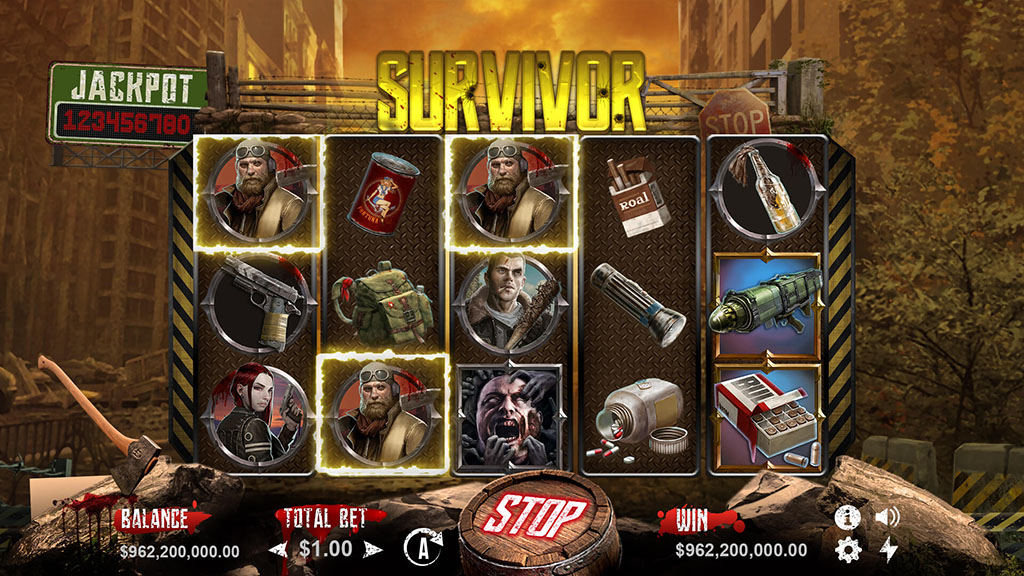 SURVIVOR
JACKPOT
123456780
STOP
FORTUNA
Roal
BALANCE
$962,200,000.00
TOTAL BET
$1.00
A
STOP
WIN
$962,200,000.00
i